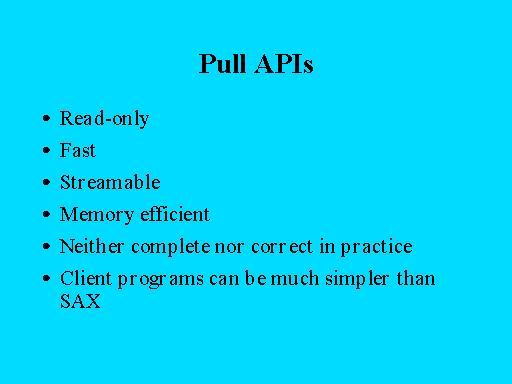 Pull APIs
• Read-only
• Fast
• Streamable
• Memory efficient
• Neither complete nor correct in practice
• Client programs can be much simpler than
SAX